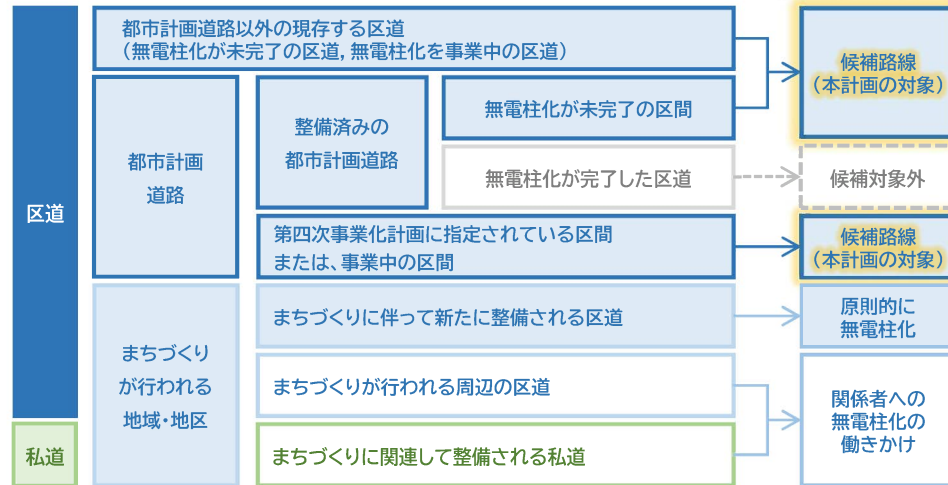 都市計画道路以外の現存する区道
（無電柱化が未完了の区道，無電柱化を事業中の区道）
候補路線
（本計画の対象）
区道
都市計画
道路
整備済みの
都市計画道路
無電柱化が未完了の区間
無電柱化が完了した区道
候補対象外
第四次事業化計画に指定されている区間
または、事業中の区間
候補路線
（本計画の対象）
まちづくり
が行われる
地域・地区
まちづくりに伴って新たに整備される区道
原則的に
無電柱化
まちづくりが行われる周辺の区道
関係者への
無電柱化の
働きかけ
私道
まちづくりに関連して整備される私道